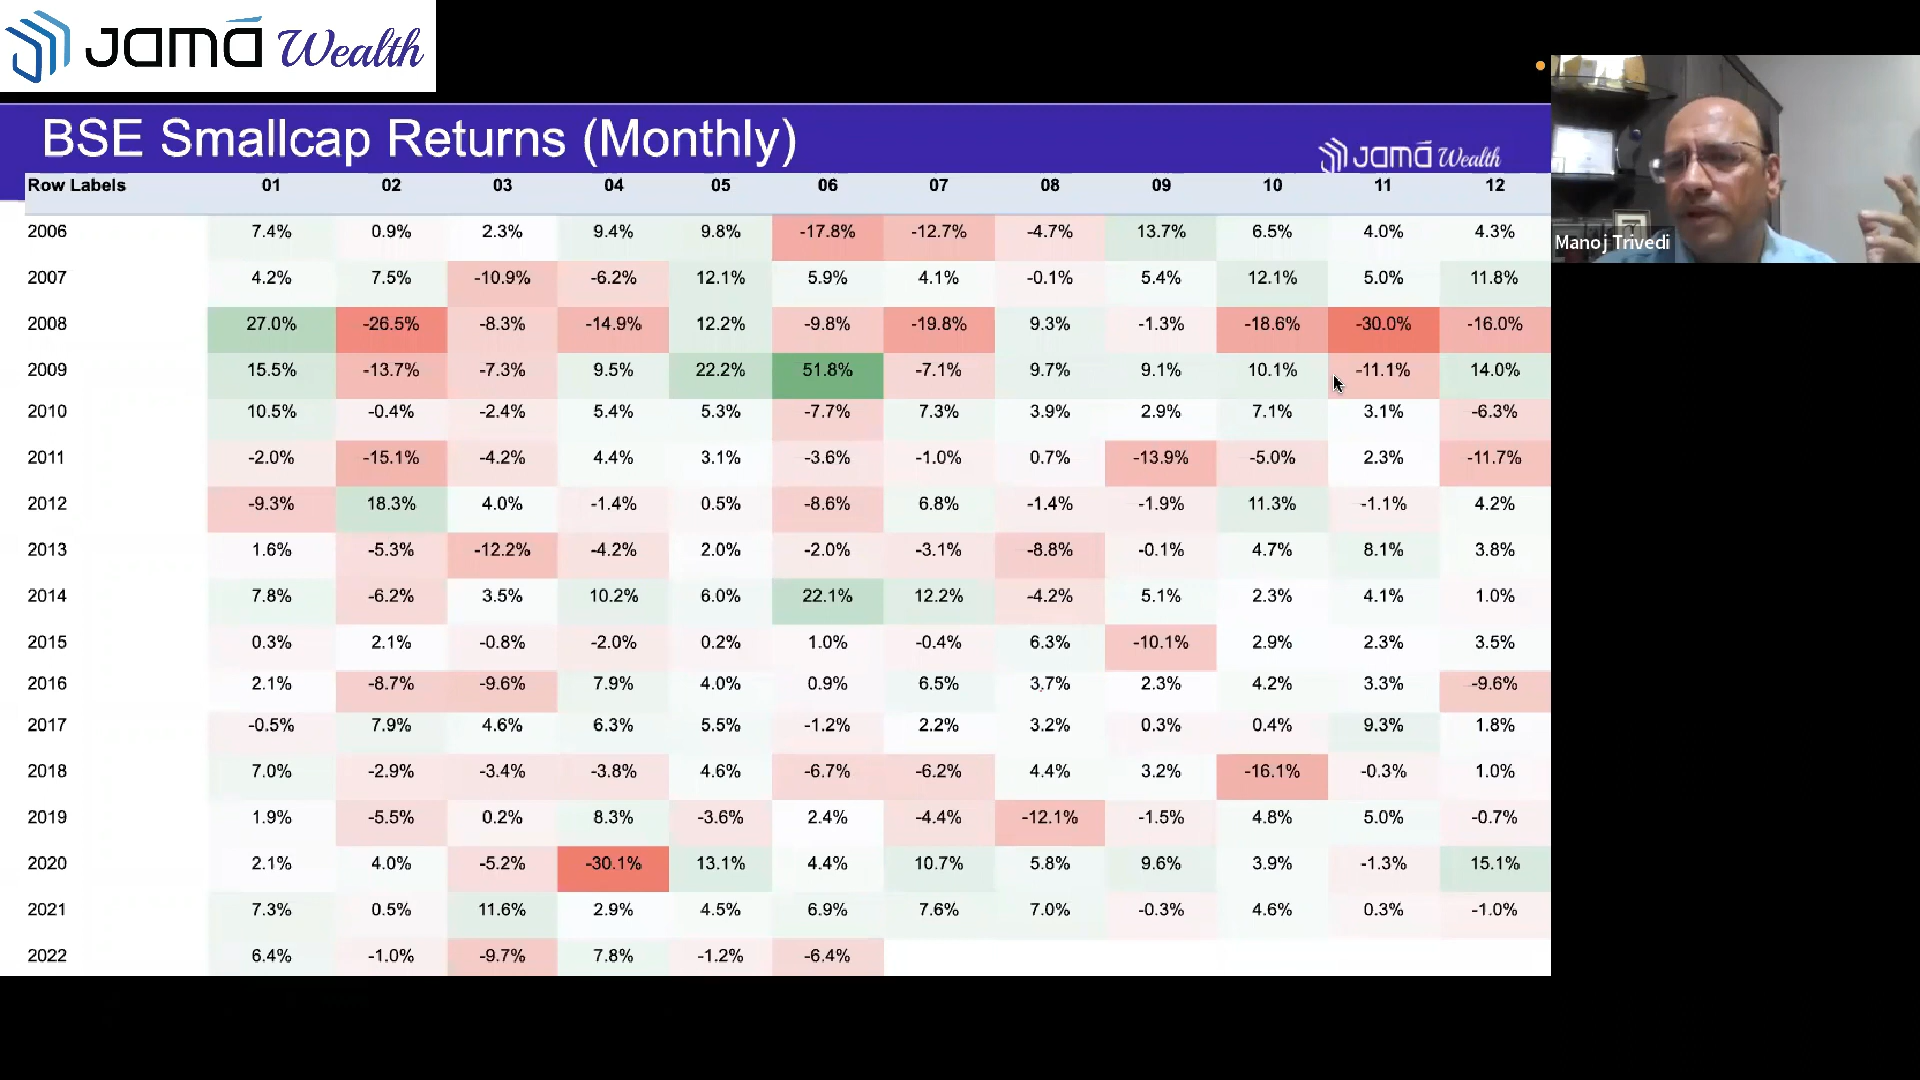 Jamā Wealth
BSE Smallcap Returns (Monthly)
Jamā Wealth
Row Labels 01 02 03 04 05 06 07 08 09 10 11 12
2006 7.4% 0.9% 2.3% 9.4% 9.8% -17.8% -12.7% -4.7% 13.7% 6.5% 4.0% 4.3%
Manoj Trivedi
2007 4.2% 7.5% -10.9% -6.2% 12.1% 5.9% 4.1% -0.1% 5.4% 12.1% 5.0% 11.8%
2008 27.0% -26.5% -8.3% -14.9% 12.2% -9.8% -19.8% 9.3% -1.3% -18.6% -30.0% -16.0%
2009 15.5% -13.7% -7.3% 9.5% 22.2% 51.8% -7.1% 9.7% 9.1% 10.1% -11.1% 14.0%
2010 10.5% -0.4% -2.4% 5.4% 5.3% -7.7% 7.3% 3.9% 2.9% 7.1% 3.1% -6.3%
2011 -2.0% -15.1% -4.2% 4.4% 3.1% -3.6% -1.0% 0.7% -13.9% -5.0% 2.3% -11.7%
2012 -9.3% 18.3% 4.0% -1.4% 0.5% -8.6% 6.8% -1.4% -1.9% 11.3% -1.1% 4.2%
2013 1.6% -5.3% -12.2% -4.2% 2.0% -2.0% -3.1% -8.8% -0.1% 4.7% 8.1% 3.8%
2014 7.8% -6.2% 3.5% 10.2% 6.0% 22.1% 12.2% -4.2% 5.1% 2.3% 4.1% 1.0%
2015 0.3% 2.1% -0.8% -2.0% 0.2% 1.0% -0.4% 6.3% -10.1% 2.9% 2.3% 3.5%
2016 2.1% -8.7% -9.6% 7.9% 4.0% 0.9% 6.5% 3.7% 2.3% 4.2% 3.3% -9.6%
2017 -0.5% 7.9% 4.6% 6.3% 5.5% -1.2% 2.2% 3.2% 0.3% 0.4% 9.3% 1.8%
2018 7.0% -2.9% -3.4% -3.8% 4.6% -6.7% -6.2% 4.4% 3.2% -16.1% -0.3% 1.0%
2019 1.9% -5.5% 0.2% 8.3% -3.6% 2.4% -4.4% -12.1% -1.5% 4.8% 5.0% -0.7%
2020 2.1% 4.0% -5.2% -30.1% 13.1% 4.4% 10.7% 5.8% 9.6% 3.9% -1.3% 15.1%
2021 7.3% 0.5% 11.6% 2.9% 4.5% 6.9% 7.6% 7.0% -0.3% 4.6% 0.3% -1.0%
2022 6.4% -1.0% -9.7% 7.8% -1.2% -6.4%